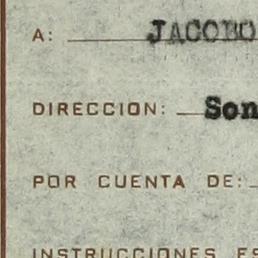 A: JACOBO
DIRECCION: Son
POR CUENTA DE:
INSTRUCCIONES ES